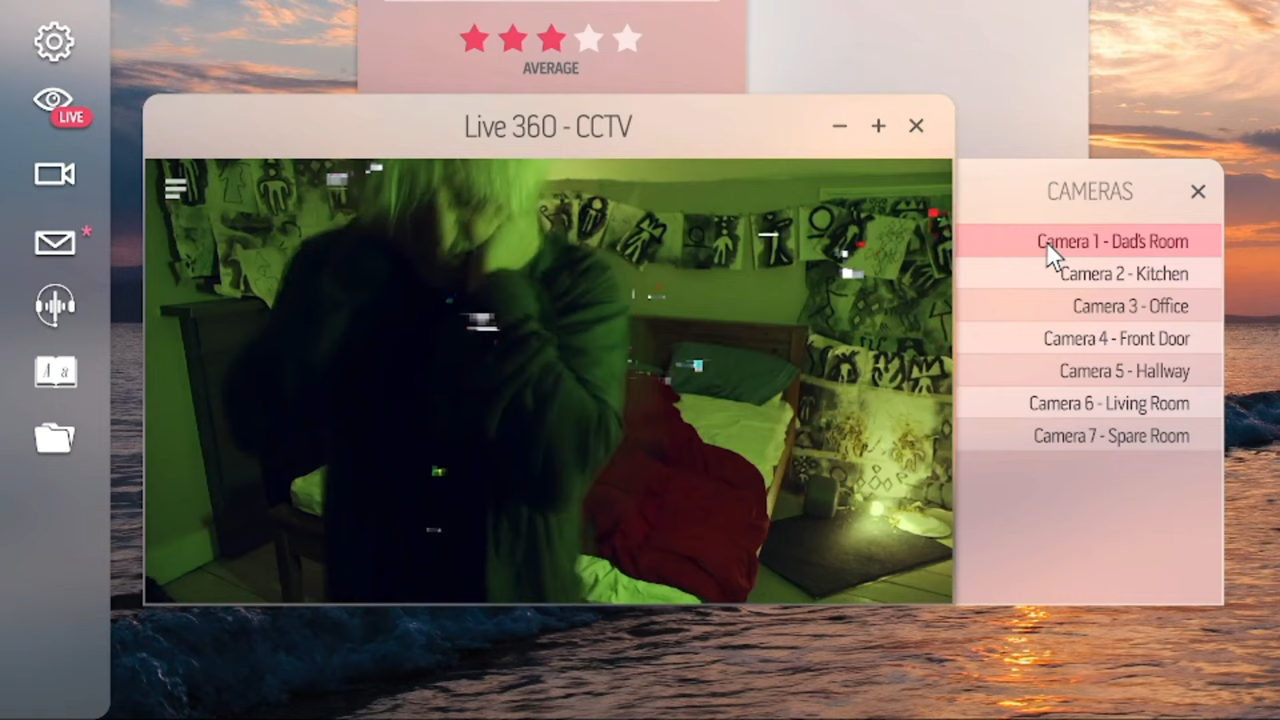 AVERAGE
LIVE
Live 360 - CCTV
CAMERAS
Camera 1 - Dad's Room
Camera 2 - Kitchen
Camera 3 - Office
Camera 4 - Front Door
Camera 5 - Hallway
Camera 6 - Living Room
Camera 7 - Spare Room
A a